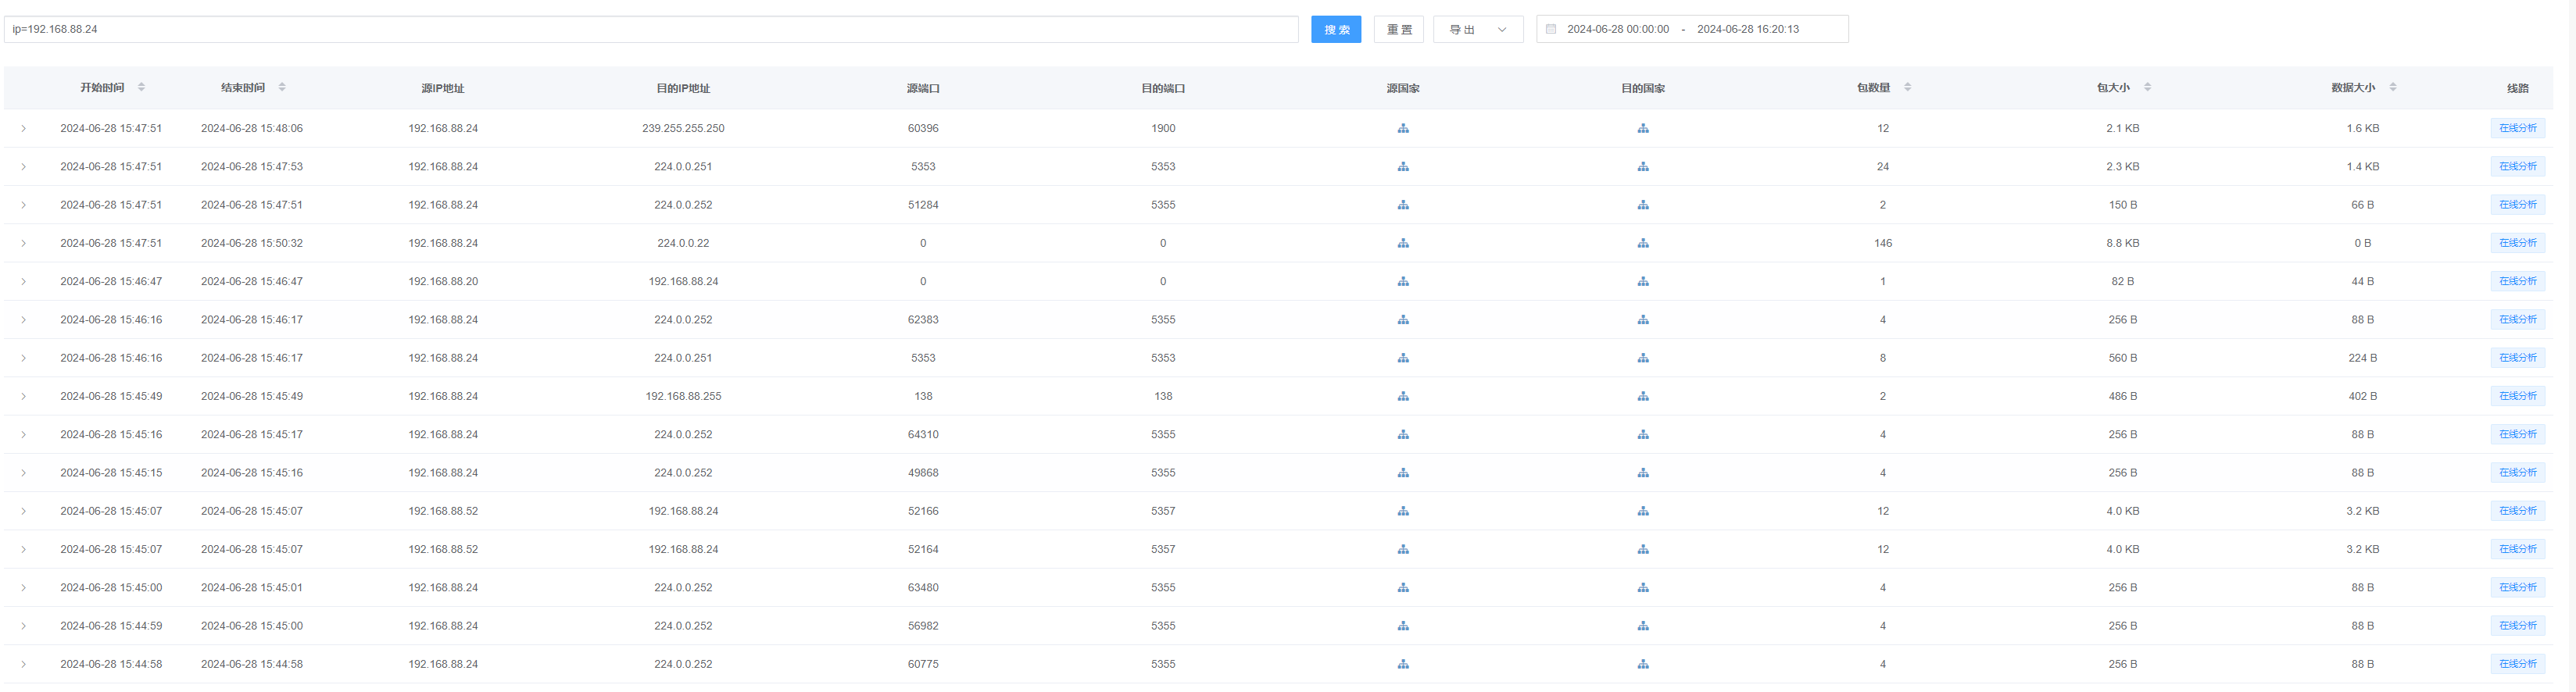 ip=192.168.88.24 搜 索 重 置 导 出 2024-06-28 00:00:00 - 2024-06-28 16:20:13
开始时间 结束时间 源IP地址 目的IP地址 源端口 目的端口 源国家 目的国家 包数量 包大小 数据大小 线路
2024-06-28 15:47:51 2024-06-28 15:48:06 192.168.88.24 239.255.255.250 60396 1900 12 2.1 KB 1.6 KB 在线分析
2024-06-28 15:47:51 2024-06-28 15:47:53 192.168.88.24 224.0.0.251 5353 5353 24 2.3 KB 1.4 KB 在线分析
2024-06-28 15:47:51 2024-06-28 15:47:51 192.168.88.24 224.0.0.252 51284 5355 2 150 B 66 B 在线分析
2024-06-28 15:47:51 2024-06-28 15:50:32 192.168.88.24 224.0.0.22 0 0 146 8.8 KB 0 B 在线分析
2024-06-28 15:46:47 2024-06-28 15:46:47 192.168.88.20 192.168.88.24 0 0 1 82 B 44 B 在线分析
2024-06-28 15:46:16 2024-06-28 15:46:17 192.168.88.24 224.0.0.252 62383 5355 4 256 B 88 B 在线分析
2024-06-28 15:46:16 2024-06-28 15:46:17 192.168.88.24 224.0.0.251 5353 5353 8 560 B 224 B 在线分析
2024-06-28 15:45:49 2024-06-28 15:45:49 192.168.88.24 192.168.88.255 138 138 2 486 B 402 B 在线分析
2024-06-28 15:45:16 2024-06-28 15:45:17 192.168.88.24 224.0.0.252 64310 5355 4 256 B 88 B 在线分析
2024-06-28 15:45:15 2024-06-28 15:45:16 192.168.88.24 224.0.0.252 49868 5355 4 256 B 88 B 在线分析
2024-06-28 15:45:07 2024-06-28 15:45:07 192.168.88.52 192.168.88.24 52166 5357 12 4.0 KB 3.2 KB 在线分析
2024-06-28 15:45:07 2024-06-28 15:45:07 192.168.88.52 192.168.88.24 52164 5357 12 4.0 KB 3.2 KB 在线分析
2024-06-28 15:45:00 2024-06-28 15:45:01 192.168.88.24 224.0.0.252 63480 5355 4 256 B 88 B 在线分析
2024-06-28 15:44:59 2024-06-28 15:45:00 192.168.88.24 224.0.0.252 56982 5355 4 256 B 88 B 在线分析
2024-06-28 15:44:58 2024-06-28 15:44:58 192.168.88.24 224.0.0.252 60775 5355 4 256 B 88 B 在线分析